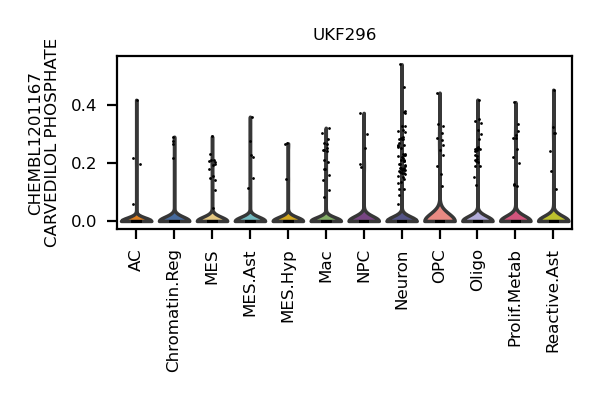 UKF296
CHEMBL1201167
CARVEDILOL PHOSPHATE
0.4
0.2
0.0
AC
Chromatin.Reg
MES
MES.Ast
MES.Hyp
Mac
NPC
Neuron
OPC
Oligo
Prolif.Metab
Reactive.Ast